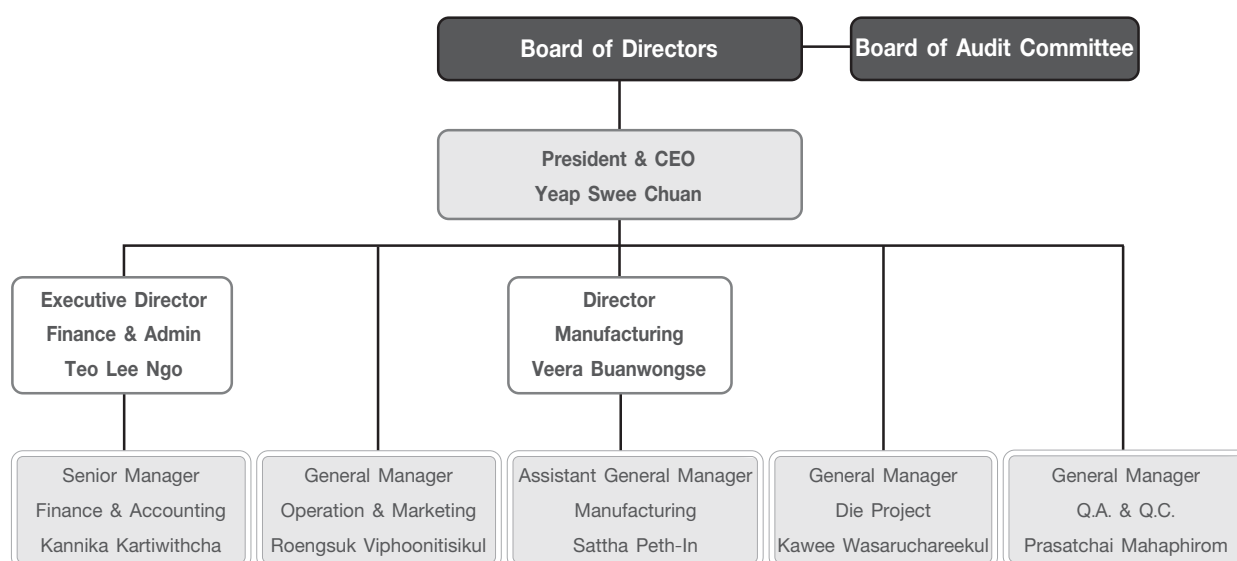 Board of Directors
Board of Audit Committee
President & CEO
Yeap Swee Chuan
Executive Director
Finance & Admin
Teo Lee Ngo
Director
Manufacturing
Veera Buanwongse
Senior Manager
Finance & Accounting
Kannika Kartiwithcha
General Manager
Operation & Marketing
Roengsuk Viphoonitisikul
Assistant General Manager
Manufacturing
Sattha Peth-In
General Manager
Die Project
Kawee Wasaruchareekul
General Manager
Q.A. & Q.C.
Prasatchai Mahaphirom